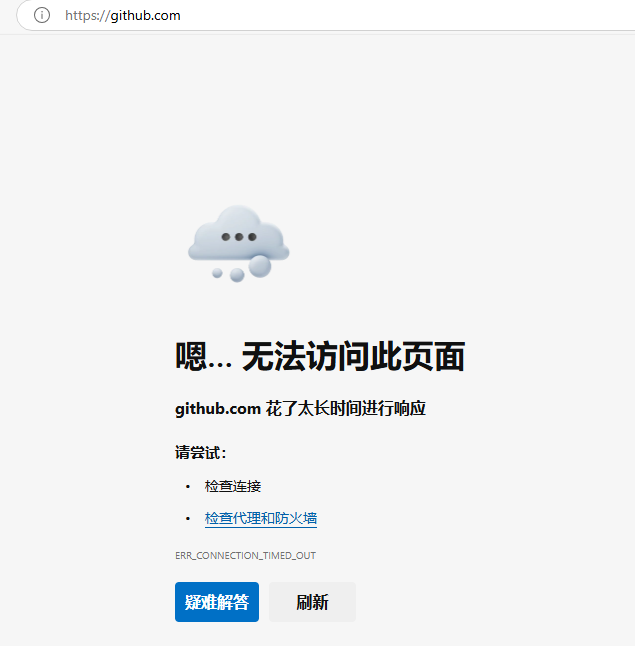 https://github.com
嗯… 无法访问此页面
github.com 花了太长时间进行响应
请尝试：
• 检查连接
• 检查代理和防火墙
ERR_CONNECTION_TIMED_OUT
疑难解答 刷新